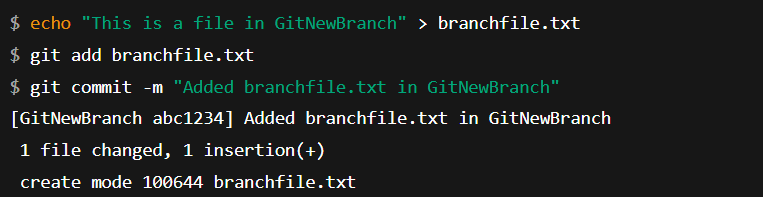 $ echo "This is a file in GitNewBranch" > branchfile.txt
$ git add branchfile.txt
$ git commit -m "Added branchfile.txt in GitNewBranch"
[GitNewBranch abc1234] Added branchfile.txt in GitNewBranch
 1 file changed, 1 insertion(+)
 create mode 100644 branchfile.txt